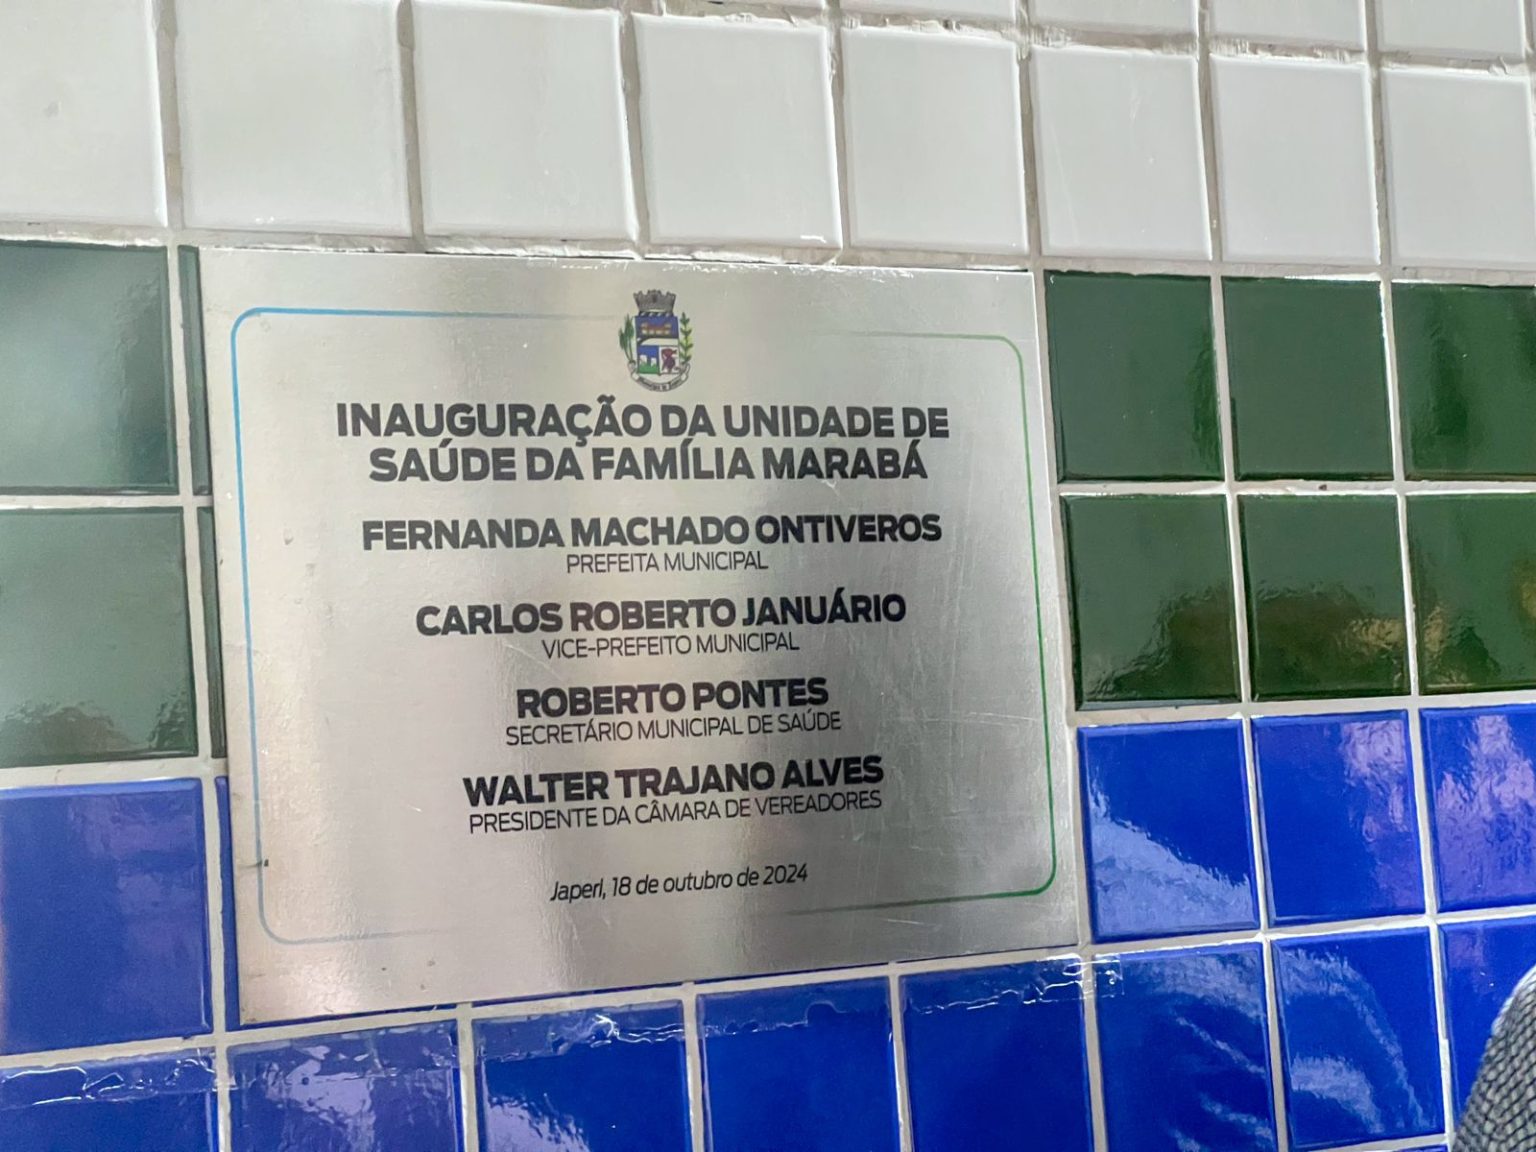 INAUGURAÇÃO DA UNIDADE DE
SAÚDE DA FAMÍLIA MARABÁ
FERNANDA MACHADO ONTIVEROS
PREFEITA MUNICIPAL
CARLOS ROBERTO JANUÁRIO
VICE-PREFEITO MUNICIPAL
ROBERTO PONTES
SECRETÁRIO MUNICIPAL DE SAÚDE
WALTER TRAJANO ALVES
PRESIDENTE DA CÂMARA DE VEREADORES
Japeri, 18 de outubro de 2024